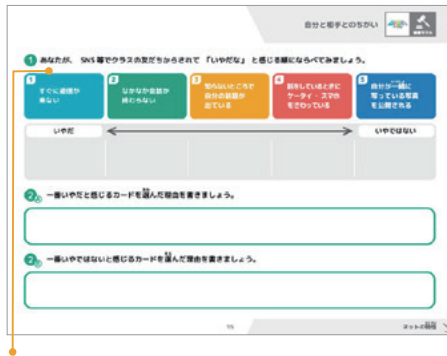 自分と相手とのちがい
1 あなたが、SNS等でクラスの友だちからされて「いやだな」と感じる順にならべてみましょう。
1 すぐに返信が
来ない
2 なかなか会話が
終わらない
3 知らないところで
自分の話題が
出ている
4 話をしているときに
ケータイ・スマホ
をさわっている
5 自分が一緒に
写っている写真
を公開される
いやだ
いやではない
2 一番いやだと感じるカードを選んだ理由を書きましょう。
2 一番いやではないと感じるカードを選んだ理由を書きましょう。